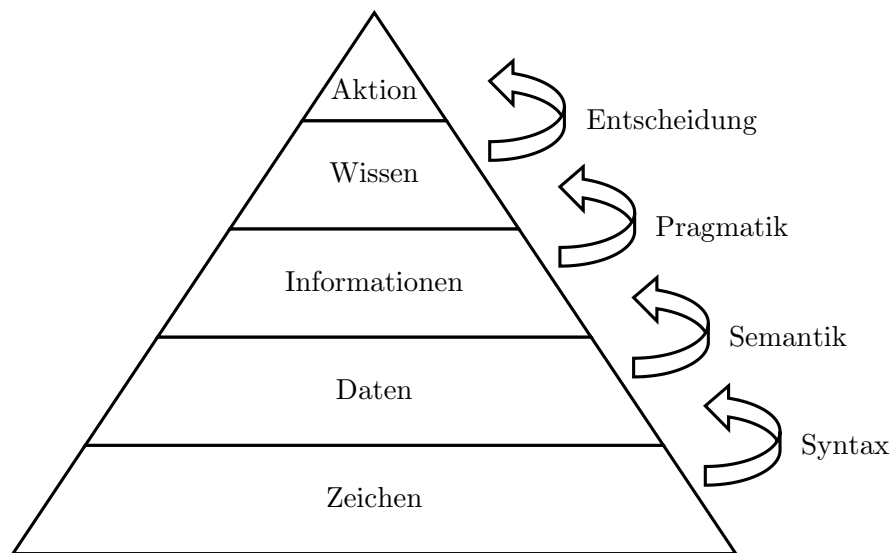 Aktion
Entscheidung
Wissen
Pragmatik
Informationen
Semantik
Daten
Syntax
Zeichen